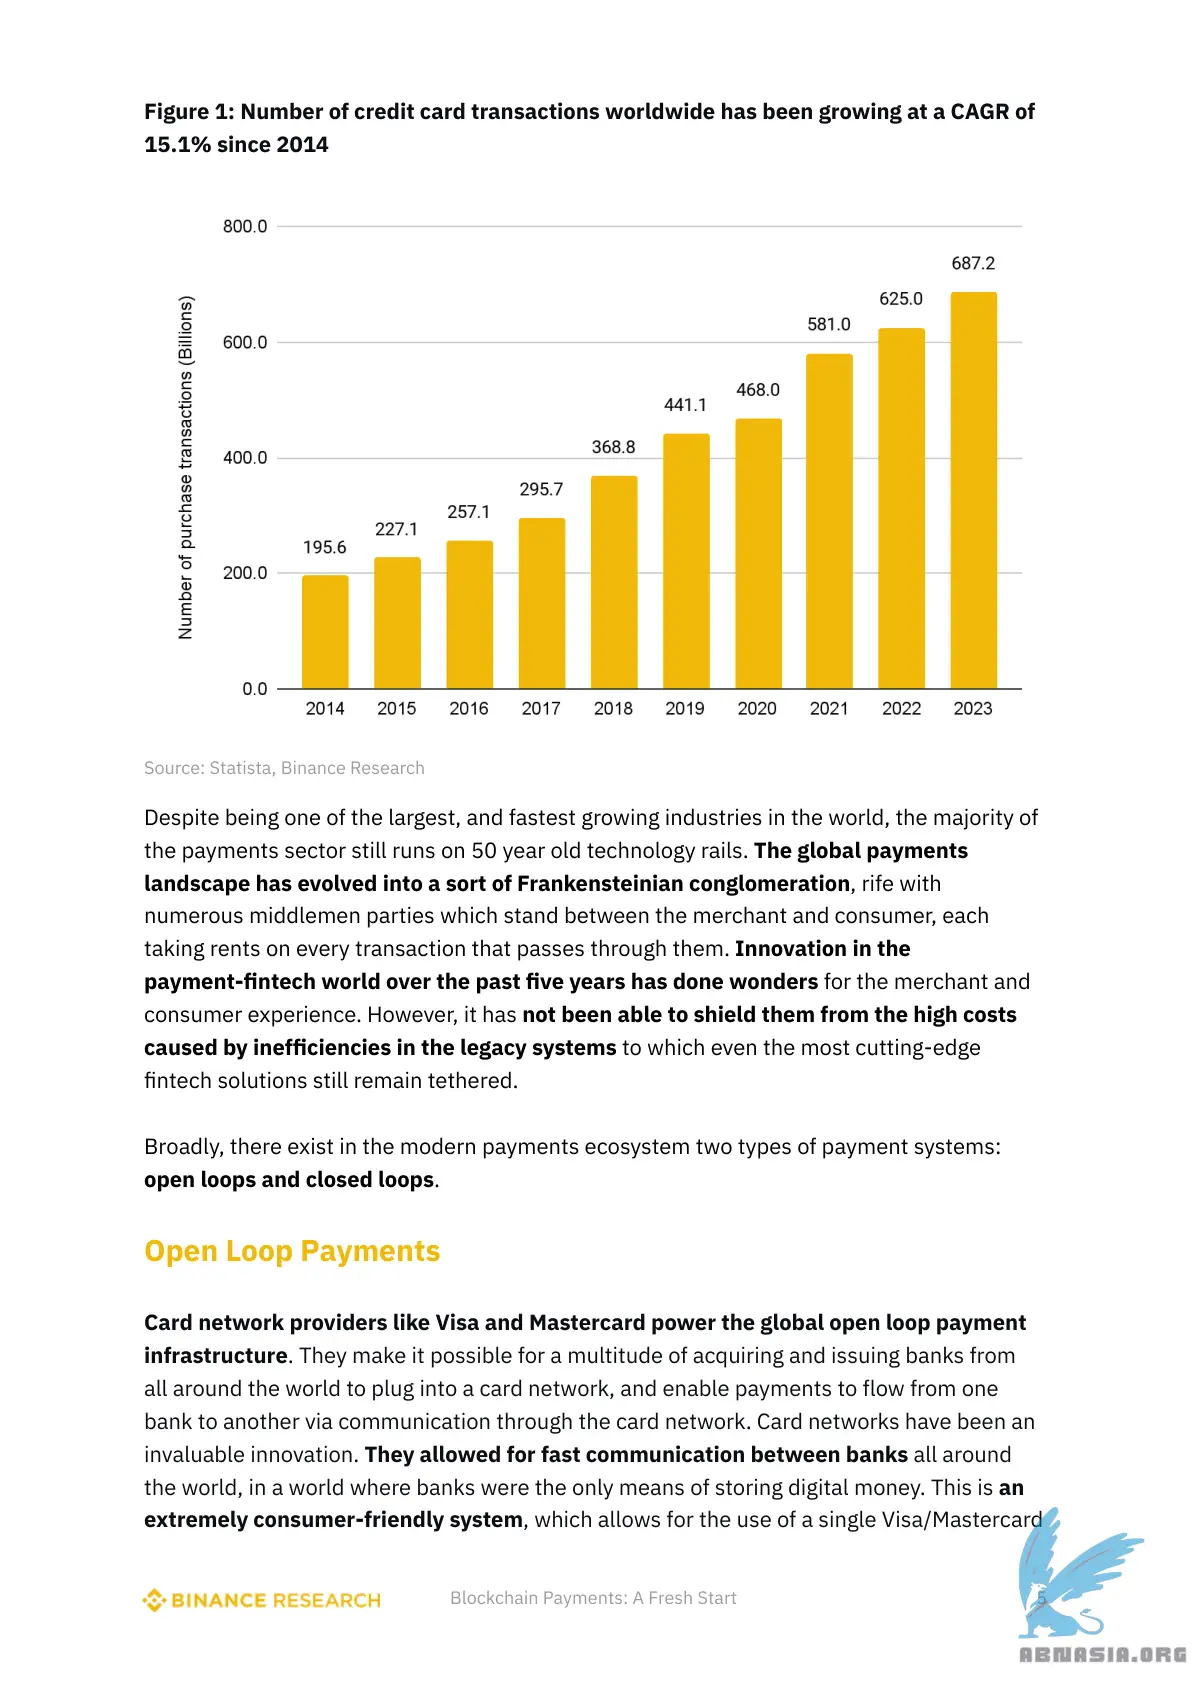 Figure 1: Number of credit card transactions worldwide has been growing at a CAGR of
15.1% since 2014
Number of purchase transactions (Billions)
800.0
600.0
400.0
200.0
0.0
195.6
227.1
257.1
295.7
368.8
441.1
468.0
581.0
625.0
687.2
2014 2015 2016 2017 2018 2019 2020 2021 2022 2023
Source: Statista, Binance Research
Despite being one of the largest, and fastest growing industries in the world, the majority of
the payments sector still runs on 50 year old technology rails. The global payments
landscape has evolved into a sort of Frankensteinian conglomeration, rife with
numerous middlemen parties which stand between the merchant and consumer, each
taking rents on every transaction that passes through them. Innovation in the
payment-fintech world over the past five years has done wonders for the merchant and
consumer experience. However, it has not been able to shield them from the high costs
caused by inefficiencies in the legacy systems to which even the most cutting-edge
fintech solutions still remain tethered.
Broadly, there exist in the modern payments ecosystem two types of payment systems:
open loops and closed loops.
Open Loop Payments
Card network providers like Visa and Mastercard power the global open loop payment
infrastructure. They make it possible for a multitude of acquiring and issuing banks from
all around the world to plug into a card network, and enable payments to flow from one
bank to another via communication through the card network. Card networks have been an
invaluable innovation. They allowed for fast communication between banks all around
the world, in a world where banks were the only means of storing digital money. This is an
extremely consumer-friendly system, which allows for the use of a single Visa/Mastercard
BINANCE RESEARCH
Blockchain Payments: A Fresh Start
5
ABNASIA.ORG